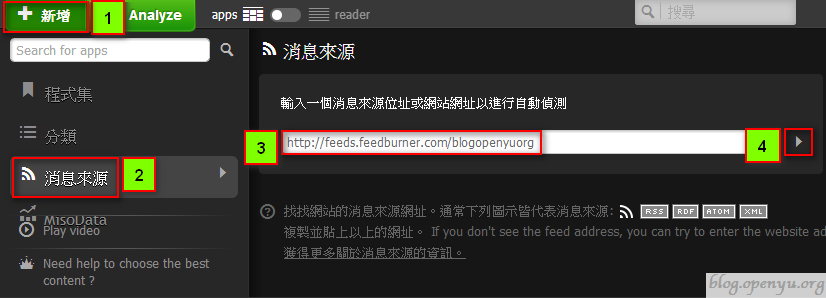 新增
1
Analyze
apps
reader
搜尋
Search for apps
程式集
分類
消息來源
2
MisoData
Play video
Need help to choose the best
content ?
消息來源
輸入一個消息來源位址或網站網址以進行自動偵測
3
http://feeds.feedburner.com/blogopenyuorg
4
找找網站的消息來源網址。通常下列圖示皆代表消息來源: RSS RDF ATOM XML
複製並貼上以上的網址。 If you don't see the feed address, you can try to enter the website ad
獲得更多關於消息來源的資訊。
blog.openyu.org